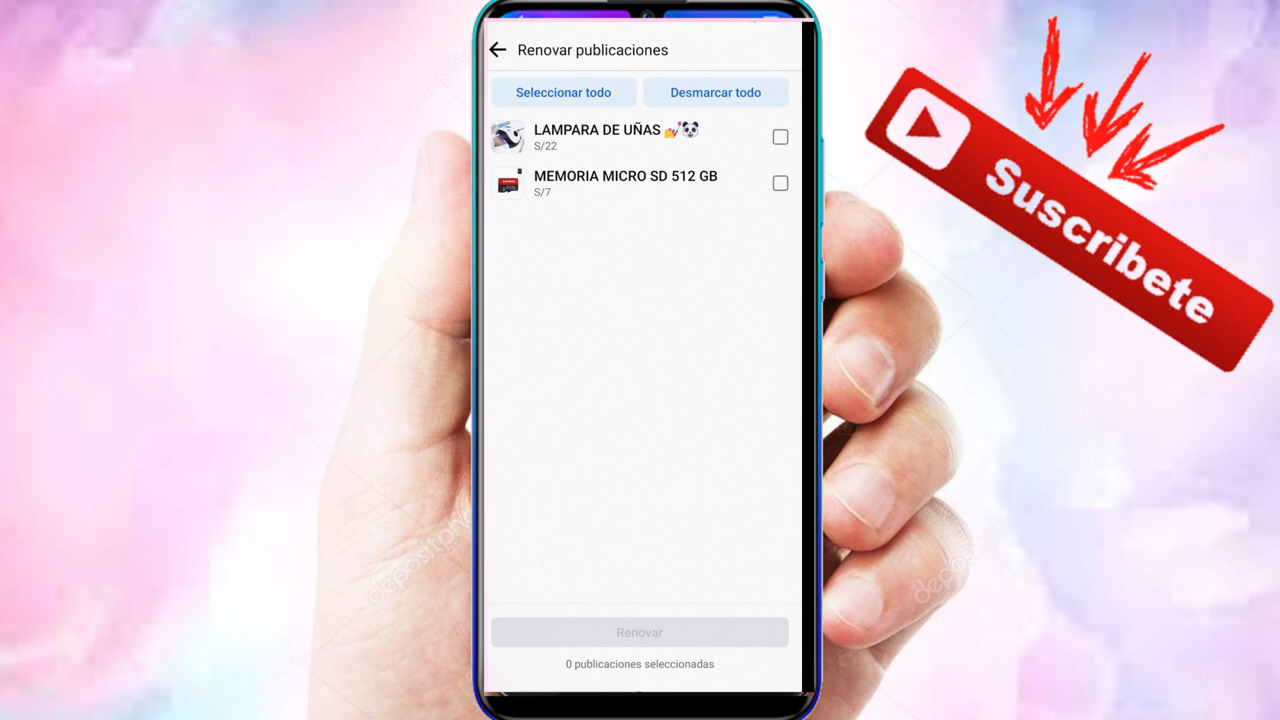 Renovar publicaciones
Seleccionar todo
Desmarcar todo
LAMPARA DE UÑAS 💅🐼
S/22
MEMORIA MICRO SD 512 GB
S/7
Renovar
0 publicaciones seleccionadas
Suscribete